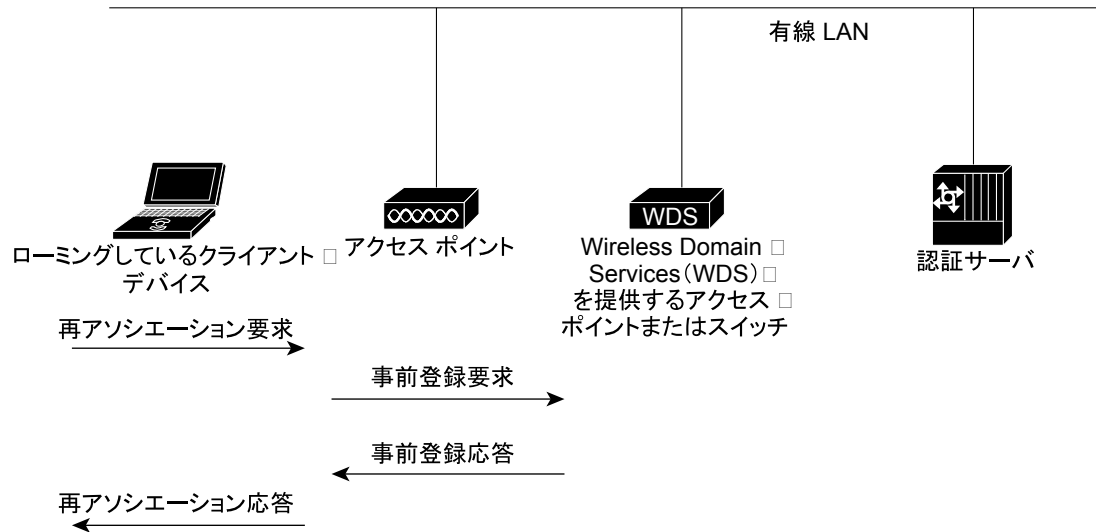 有線 LAN
WDS
ローミングしているクライアント
デバイス
アクセス ポイント
Wireless Domain
Services（WDS）
を提供するアクセス
ポイントまたはスイッチ
認証サーバ
再アソシエーション要求
事前登録要求
事前登録応答
再アソシエーション応答